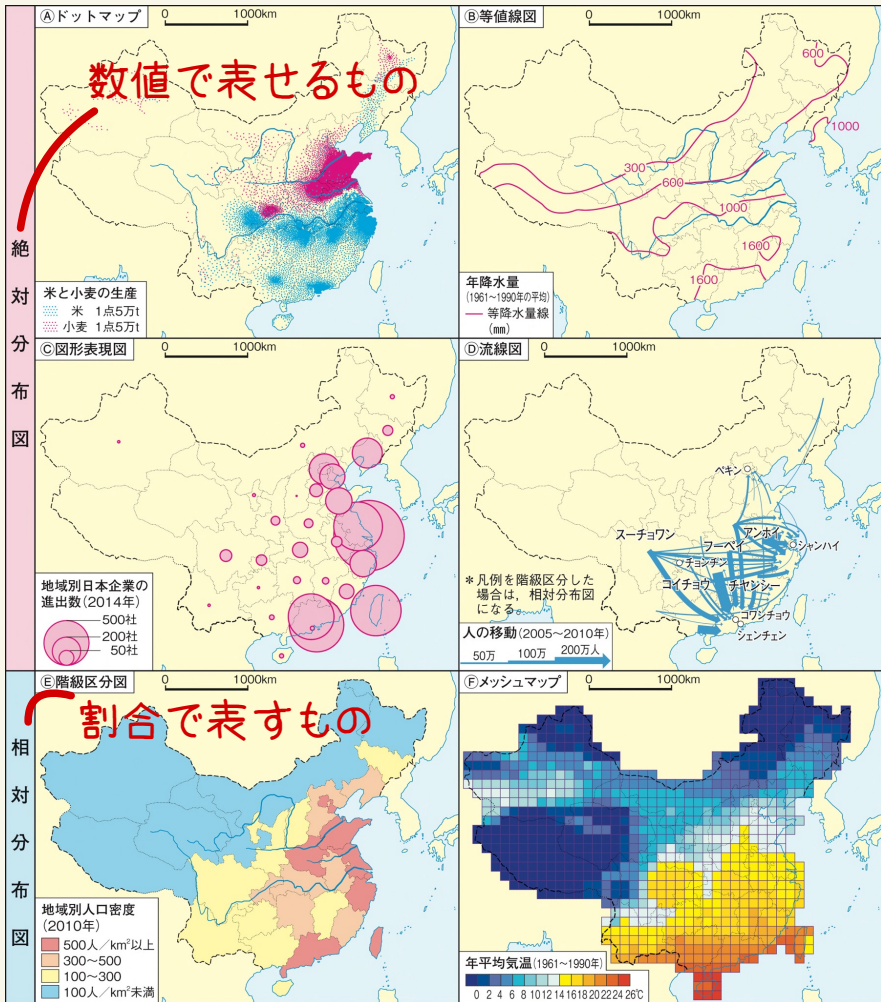 Ⓐドットマップ
0 1000km
数値で表せるもの
米と小麦の生産
米 1点5万t
小麦 1点5万t
Ⓑ等値線図
0 1000km
600
1000
300
600
1000
1600
1600
年降水量
(1961~1990年の平均)
等降水量線
(mm)
絶対分布図
Ⓒ図形表現図
0 1000km
地域別日本企業の
進出数(2014年)
500社
200社
50社
Ⓓ流線図
0 1000km
ペキン
アンホイ
スーチョワン
フーペイ
シャンハイ
チョンチン
コイチョウ
チヤンシー
コワンチョウ
シェンチェン
*凡例を階級区分した
場合は,相対分布図
になる。
人の移動(2005~2010年)
50万 100万 200万人
相対分布図
Ⓔ階級区分図
0 1000km
割合で表すもの
地域別人口密度
(2010年)
500人/km²以上
300~500
100~300
100人/km²未満
Ⓕメッシュマップ
0 1000km
年平均気温(1961~1990年)
0 2 4 6 8 10 12 14 16 18 20 22 24 26℃